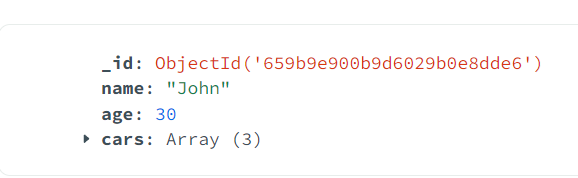 _id: ObjectId('659b9e900b9d6029b0e8dde6')
name: "John"
age: 30
cars: Array (3)